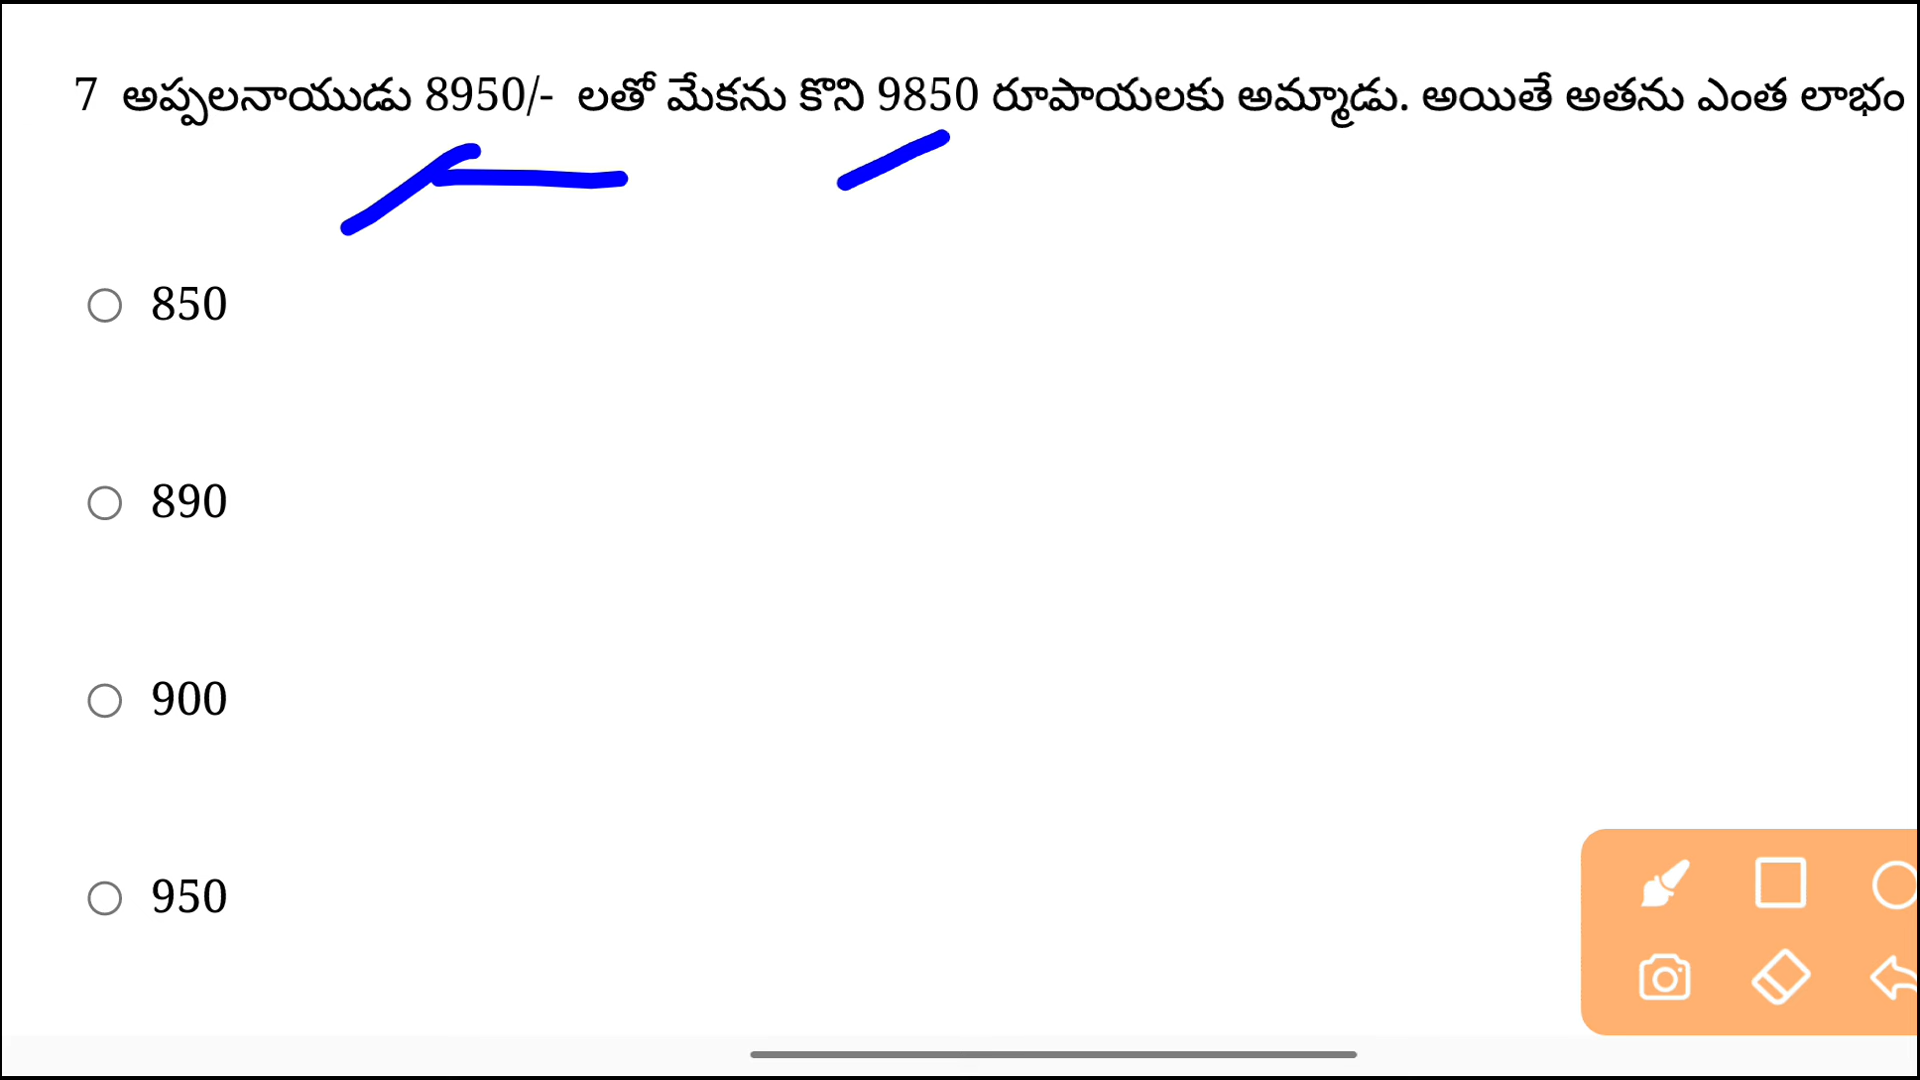 7 అప్పలనాయుడు 8950/- లతో మేకను కొని 9850 రూపాయలకు అమ్మాడు. అయితే అతను ఎంత లాభం
850
890
900
950